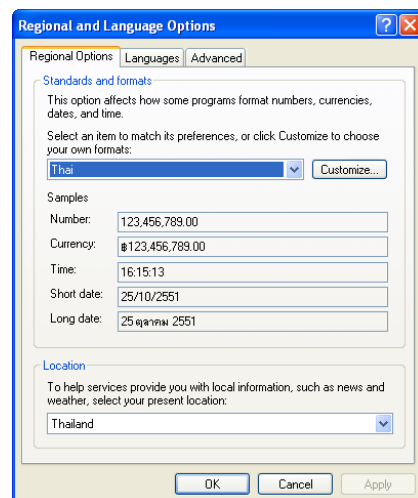 Regional and Language Options
Regional Options Languages Advanced
Standards and formats
This option affects how some programs format numbers, currencies,
dates, and time.
Select an item to match its preferences, or click Customize to choose
your own formats:
Thai Customize...
Samples
Number: 123,456,789.00
Currency: ฿123,456,789.00
Time: 16:15:13
Short date: 25/10/2551
Long date: 25 ตุลาคม 2551
Location
To help services provide you with local information, such as news and
weather, select your present location:
Thailand
OK Cancel Apply